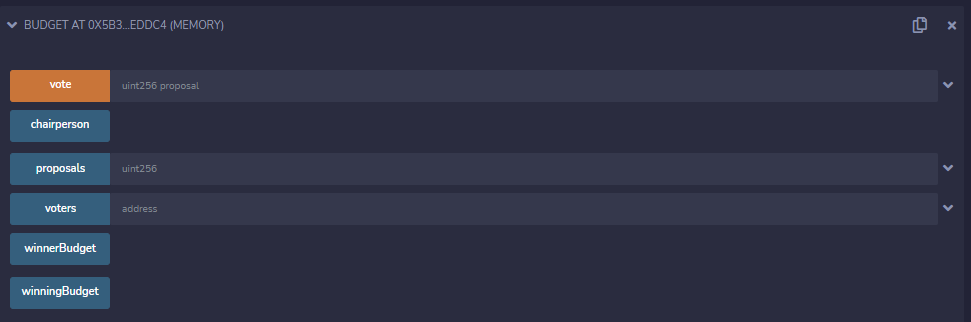 BUDGET AT 0X5B3...EDDC4 (MEMORY)
vote uint256 proposal
chairperson
proposals uint256
voters address
winnerBudget
winningBudget